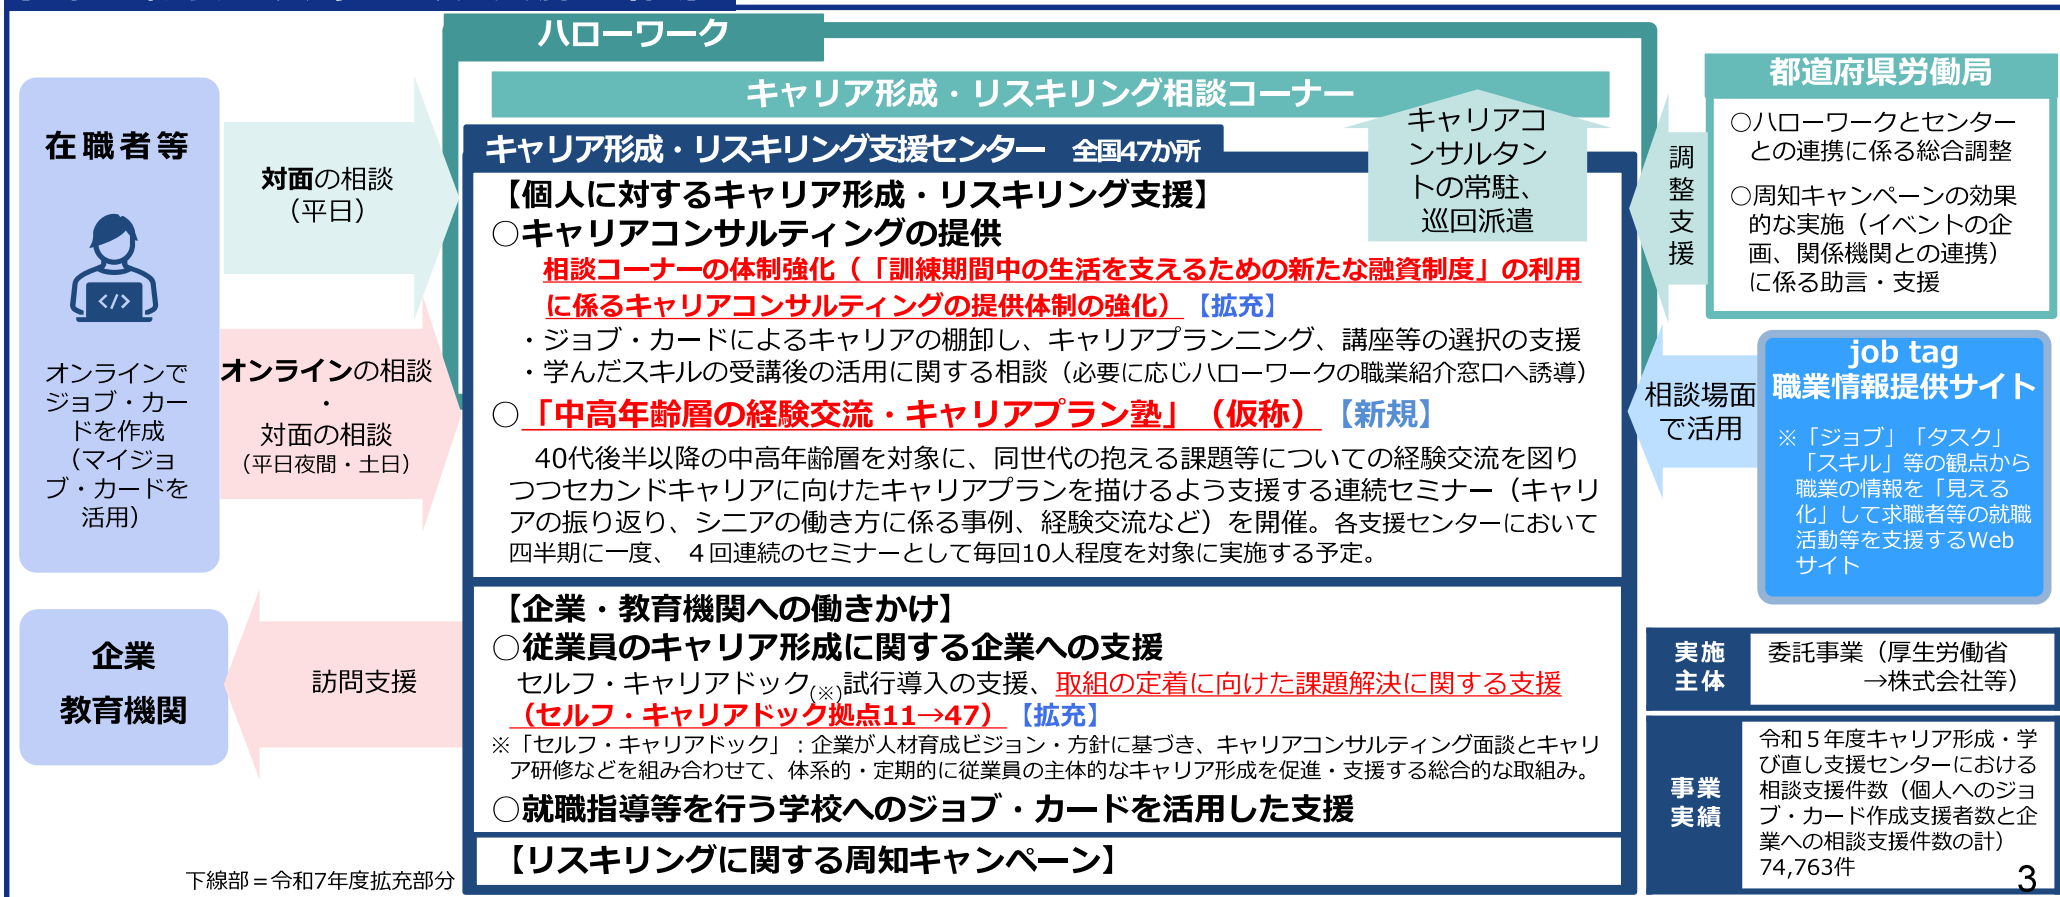 ハローワーク
キャリア形成・リスキリング相談コーナー
キャリアコ
ンサルタン
トの常駐、
巡回派遣
キャリア形成・リスキリング支援センター　全国47か所
【個人に対するキャリア形成・リスキリング支援】
○キャリアコンサルティングの提供
相談コーナーの体制強化（「訓練期間中の生活を支えるための新たな融資制度」の利用
に係るキャリアコンサルティングの提供体制の強化）【拡充】
・ジョブ・カードによるキャリアの棚卸し、キャリアプランニング、講座等の選択の支援
・学んだスキルの受講後の活用に関する相談（必要に応じハローワークの職業紹介窓口へ誘導）
○「中高年齢層の経験交流・キャリアプラン塾」（仮称）【新規】
40代後半以降の中高年齢層を対象に、同世代の抱える課題等についての経験交流を図り
つつセカンドキャリアに向けたキャリアプランを描けるよう支援する連続セミナー（キャリ
アの振り返り、シニアの働き方に係る事例、経験交流など）を開催。各支援センターにおいて
四半期に一度、４回連続のセミナーとして毎回10人程度を対象に実施する予定。
【企業・教育機関への働きかけ】
○従業員のキャリア形成に関する企業への支援
セルフ・キャリアドック(※)試行導入の支援、取組の定着に向けた課題解決に関する支援
（セルフ・キャリアドック拠点11→47）【拡充】
※「セルフ・キャリアドック」：企業が人材育成ビジョン・方針に基づき、キャリアコンサルティング面談とキャリ
ア研修などを組み合わせて、体系的・定期的に従業員の主体的なキャリア形成を促進・支援する総合的な取組み。
○就職指導等を行う学校へのジョブ・カードを活用した支援
【リスキリングに関する周知キャンペーン】
在職者等
オンラインで
ジョブ・カー
ドを作成
（マイジョ
ブ・カードを
活用）
対面の相談
（平日）
オンラインの相談
・
対面の相談
（平日夜間・土日）
企業
教育機関
訪問支援
下線部＝令和7年度拡充部分
都道府県労働局
○ハローワークとセンター
との連携に係る総合調整
○周知キャンペーンの効果
的な実施（イベントの企
画、関係機関との連携）
に係る助言・支援
調
整
支
援
job tag
職業情報提供サイト
※「ジョブ」「タスク」
「スキル」等の観点から
職業の情報を「見える
化」して求職者等の就職
活動等を支援するWeb
サイト
相談場面
で活用
実施
主体
委託事業（厚生労働省
→株式会社等）
事業
実績
令和５年度キャリア形成・学
び直し支援センターにおける
相談支援件数（個人へのジョ
ブ・カード作成支援者数と企
業への相談支援件数の計）
74,763件
3